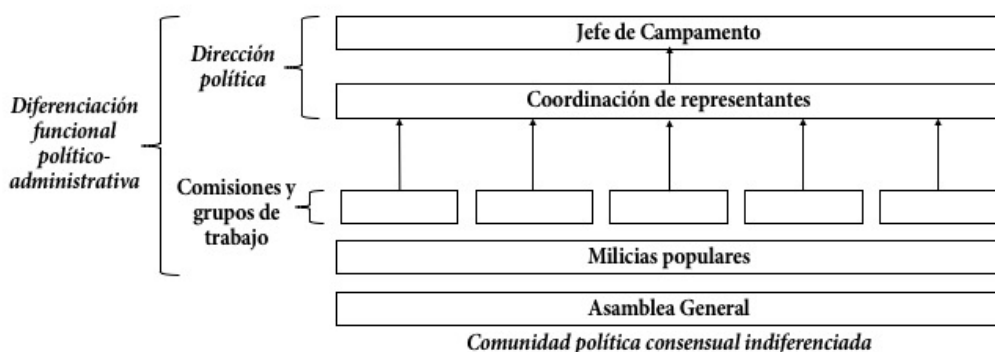 Jefe de Campamento
Dirección
política
Coordinación de representantes
Diferenciación
funcional
político-
administrativa
Comisiones y
grupos de
trabajo
Milicias populares
Asamblea General
Comunidad política consensual indiferenciada